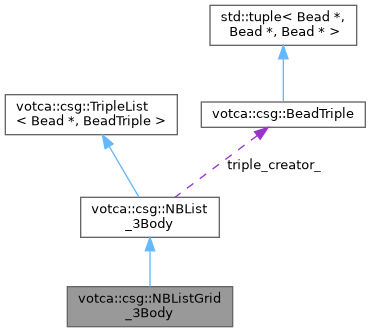 std::tuple< Bead *,
Bead *, Bead * >
votca::csg::TripleList
< Bead *, BeadTriple >
votca::csg::BeadTriple
triple_creator_
votca::csg::NBList
_3Body
votca::csg::NBListGrid
_3Body